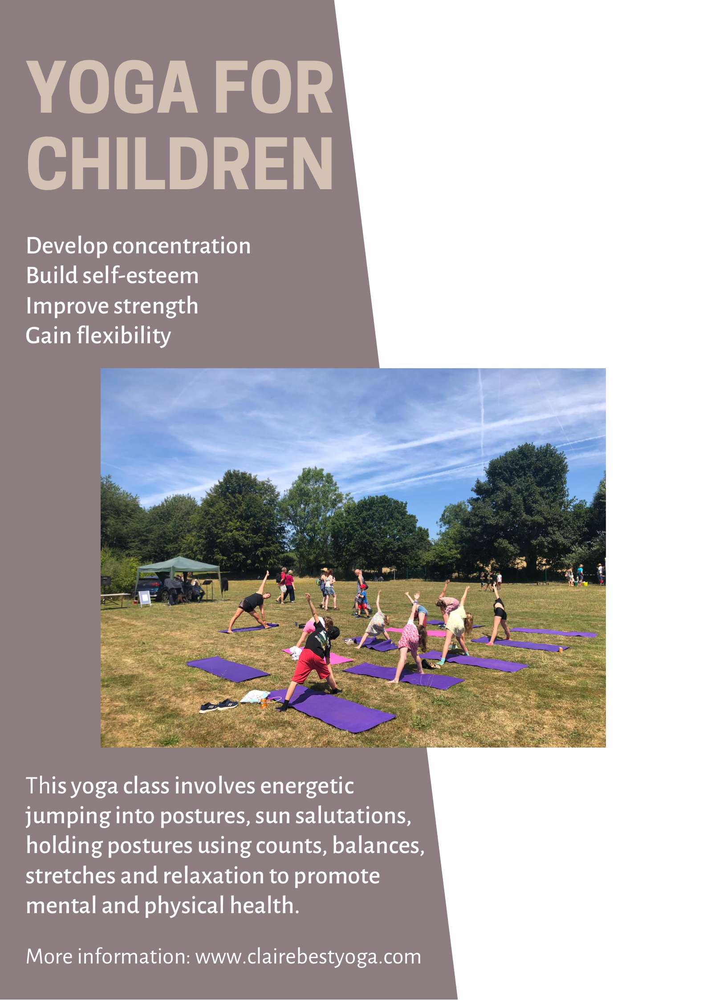 YOGA FOR
CHILDREN
Develop concentration
Build self-esteem
Improve strength
Gain flexibility
This yoga class involves energetic
jumping into postures, sun salutations,
holding postures using counts, balances,
stretches and relaxation to promote
mental and physical health.
More information: www.clairebestyoga.com